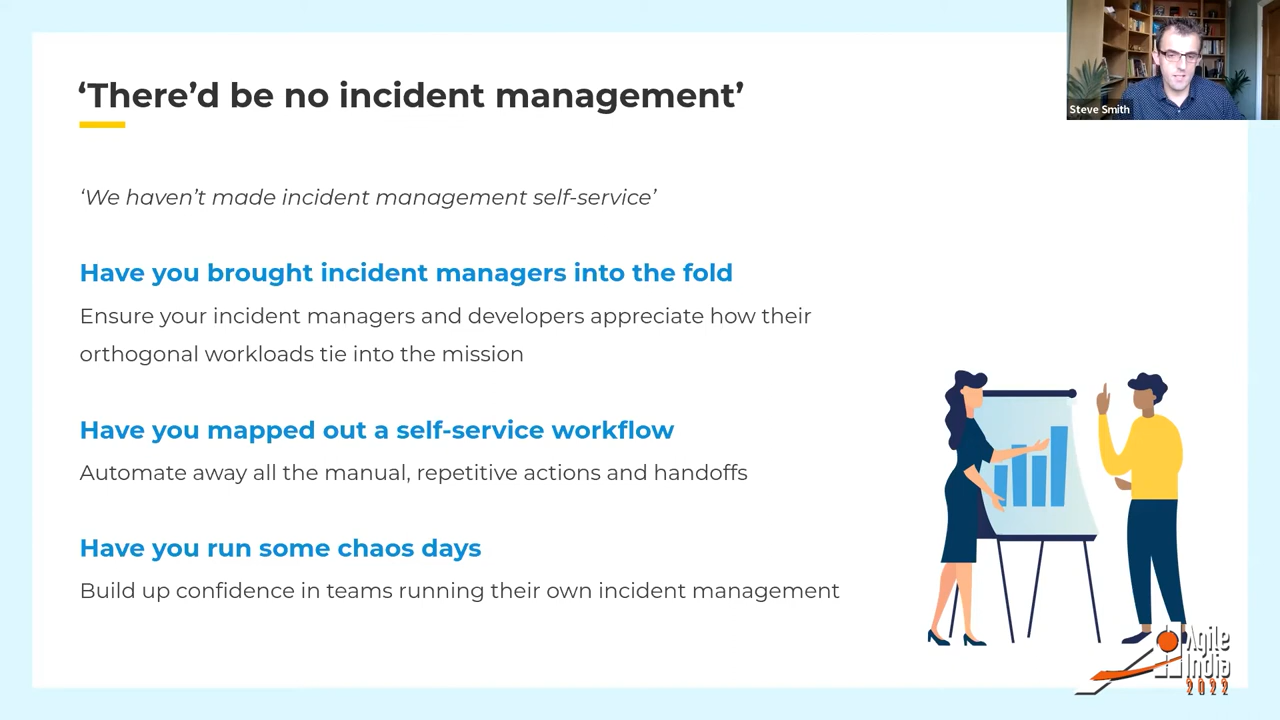 ‘There’d be no incident management’
Steve Smith
‘We haven’t made incident management self-service’
Have you brought incident managers into the fold
Ensure your incident managers and developers appreciate how their
orthogonal workloads tie into the mission
Have you mapped out a self-service workflow
Automate away all the manual, repetitive actions and handoffs
Have you run some chaos days
Build up confidence in teams running their own incident management
Agile
India
2022